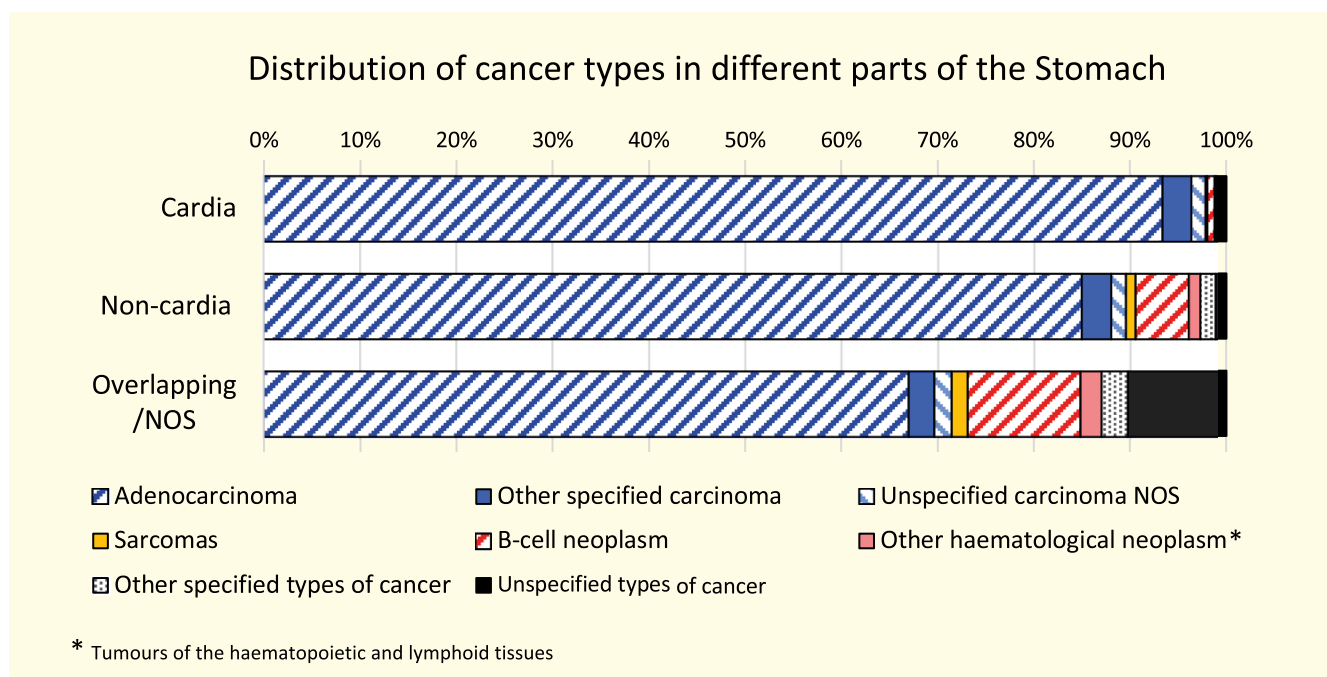 Distribution of cancer types in different parts of the Stomach
0% 10% 20% 30% 40% 50% 60% 70% 80% 90% 100%
Cardia
Non-cardia
Overlapping
/NOS
Adenocarcinoma Other specified carcinoma Unspecified carcinoma NOS
Sarcomas B-cell neoplasm Other haematological neoplasm*
Other specified types of cancer Unspecified types of cancer
* Tumours of the haematopoietic and lymphoid tissues